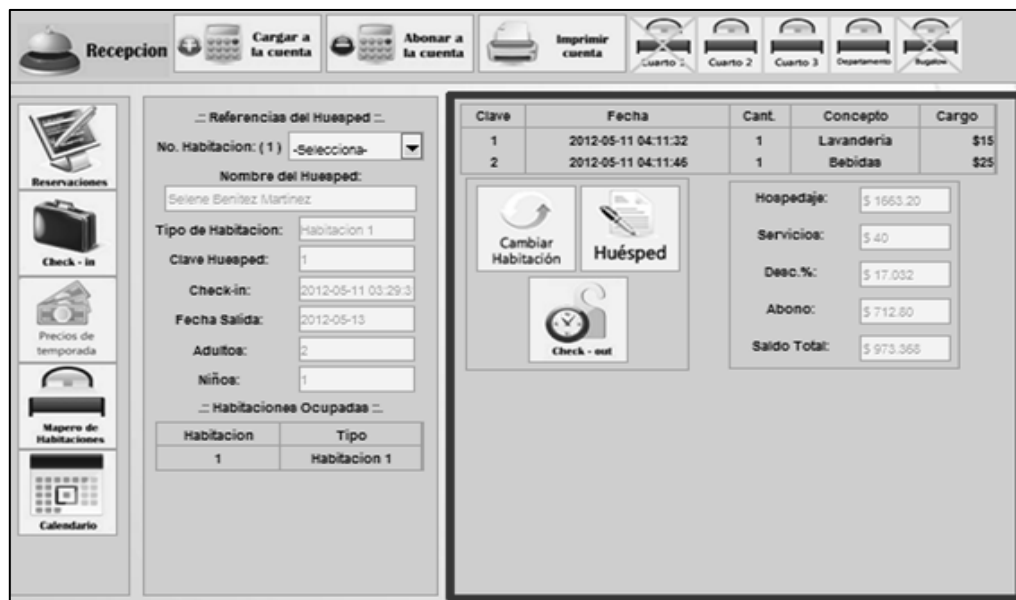 Recepcion
Cargar a
la cuenta
Abonar a
la cuenta
Imprimir
cuenta
Cuarto 1
Cuarto 2
Cuarto 3
Departamento
Bugalow
Reservaciones
Check - in
Precios de
temporada
Mapero de
Habitaciones
Calendario
.:: Referencias del Huesped ::.
No. Habitacion: ( 1 ) -Selecciona-
Nombre del Huesped:
Selene Benitez Martinez
Tipo de Habitacion: Habitacion 1
Clave Huesped: 1
Check-in: 2012-05-11 03:29:3
Fecha Salida: 2012-05-13
Adultos: 2
Niños: 1
.:: Habitaciones Ocupadas ::.
Habitacion Tipo
1 Habitacion 1
Clave Fecha Cant. Concepto Cargo
1 2012-05-11 04:11:32 1 Lavanderia $15
2 2012-05-11 04:11:46 1 Bebidas $25
Cambiar
Habitación
Huésped
Check - out
Hospedaje: $ 1663.20
Servicios: $ 40
Desc.%: $ 17.032
Abono: $ 712.80
Saldo Total: $ 973.368